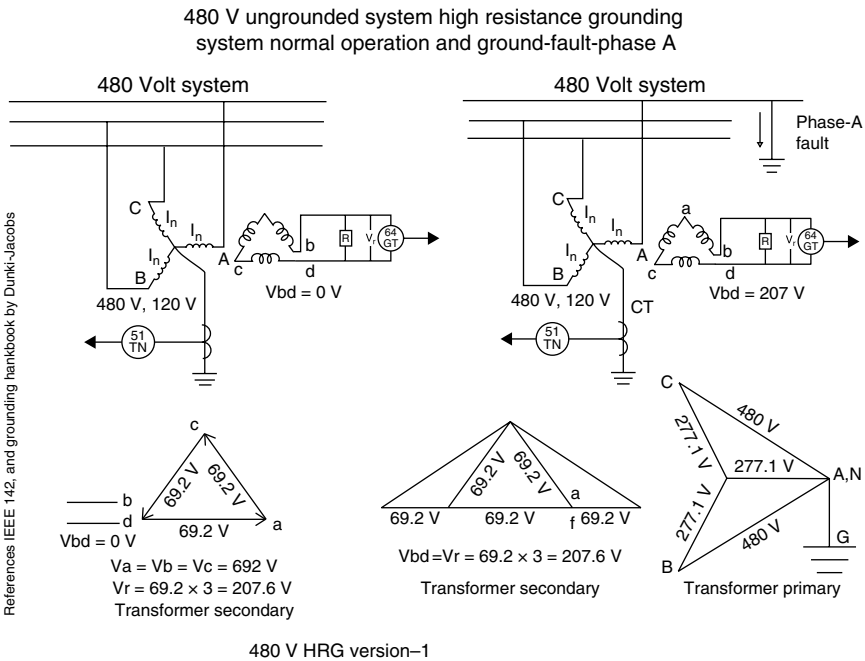 480 V ungrounded system high resistance grounding
system normal operation and ground-fault-phase A
480 Volt system
C
In
In
In
B
A
c
b
d
R
Vr
64
GT
Vbd = 0 V
480 V, 120 V
51
TN
480 Volt system
Phase-A
fault
C
In
In
In
B
A
a
c
b
d
R
Vr
64
GT
Vbd = 207 V
480 V, 120 V
CT
51
TN
References IEEE 142, and grounding hankbook by Dunki-Jacobs
c
69.2 V
69.2 V
69.2 V
a
b
d
Vbd = 0 V
Va = Vb = Vc = 692 V
Vr = 69.2 × 3 = 207.6 V
Transformer secondary
69.2 V
69.2 V
a
f
69.2 V
69.2 V
69.2 V
Vbd =Vr = 69.2 × 3 = 207.6 V
Transformer secondary
C
480 V
277.1 V
277.1 V
277.1 V
480 V
A,N
B
G
Transformer primary
480 V HRG version–1